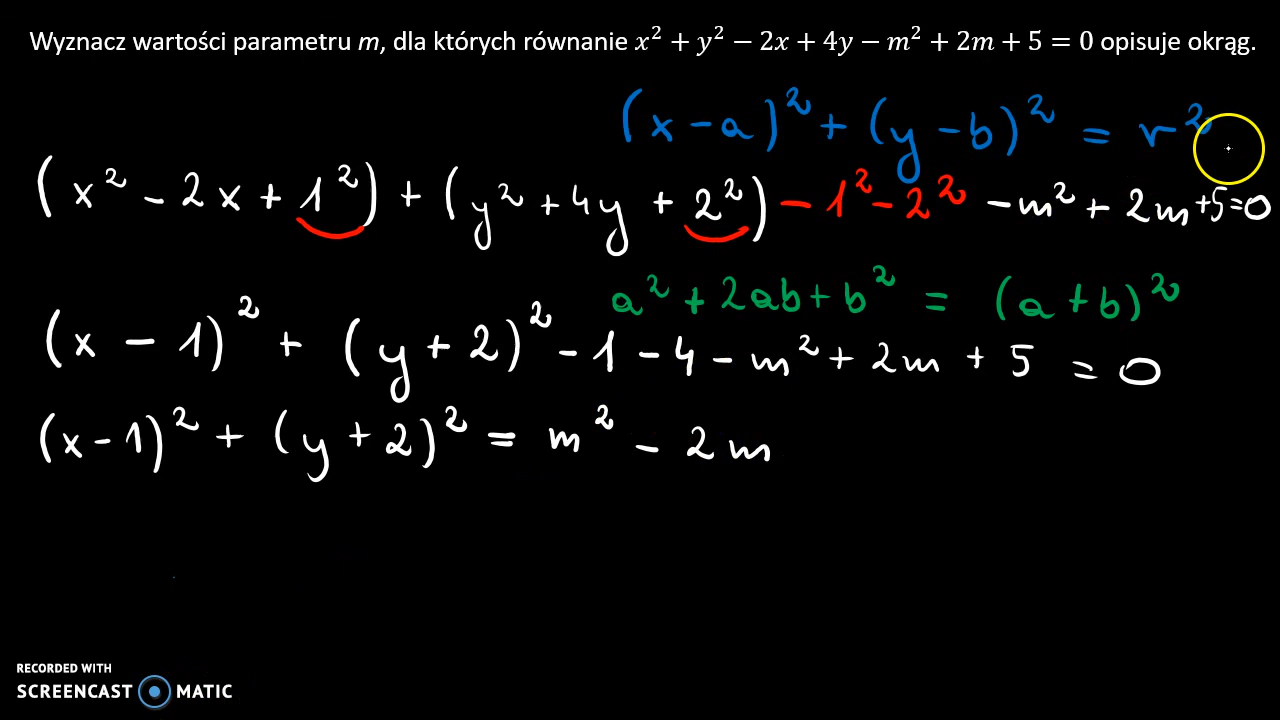 Wyznacz wartości parametru m, dla których równanie x² + y² − 2x + 4y − m² + 2m + 5 = 0 opisuje okrąg.
(x − a)² + (y − b)² = r²
(x² − 2x + 1²) + (y² + 4y + 2²) − 1² − 2² − m² + 2m + 5 = 0
a² + 2ab + b² = (a + b)²
(x − 1)² + (y + 2)² − 1 − 4 − m² + 2m + 5 = 0
(x − 1)² + (y + 2)² = m² − 2m
RECORDED WITH
SCREENCAST MATIC